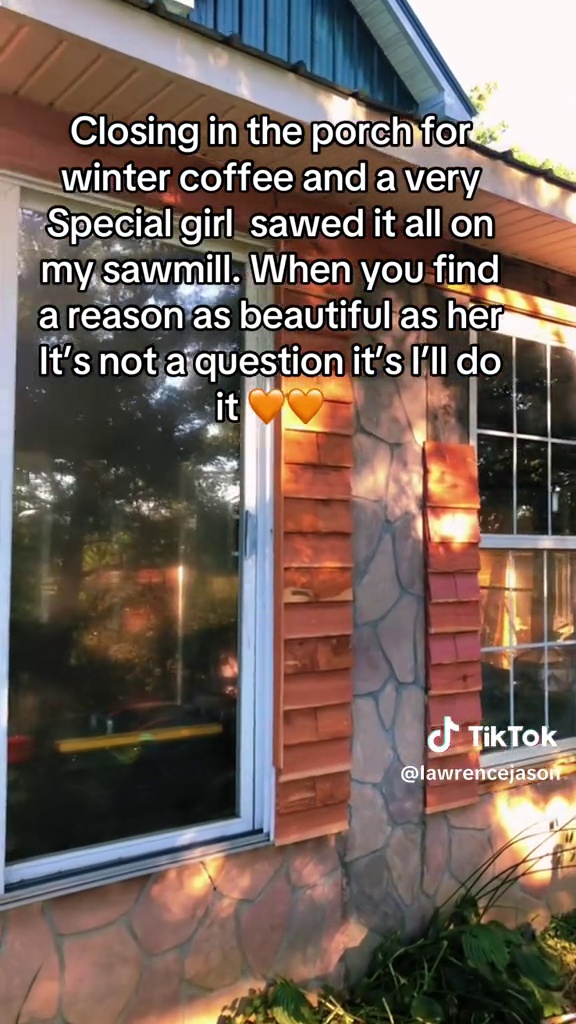 Closing in the porch for
winter coffee and a very
Special girl  sawed it all on
my sawmill. When you find
a reason as beautiful as her
It's not a question it's I'll do
it 🧡🧡
TikTok
@lawrencejason